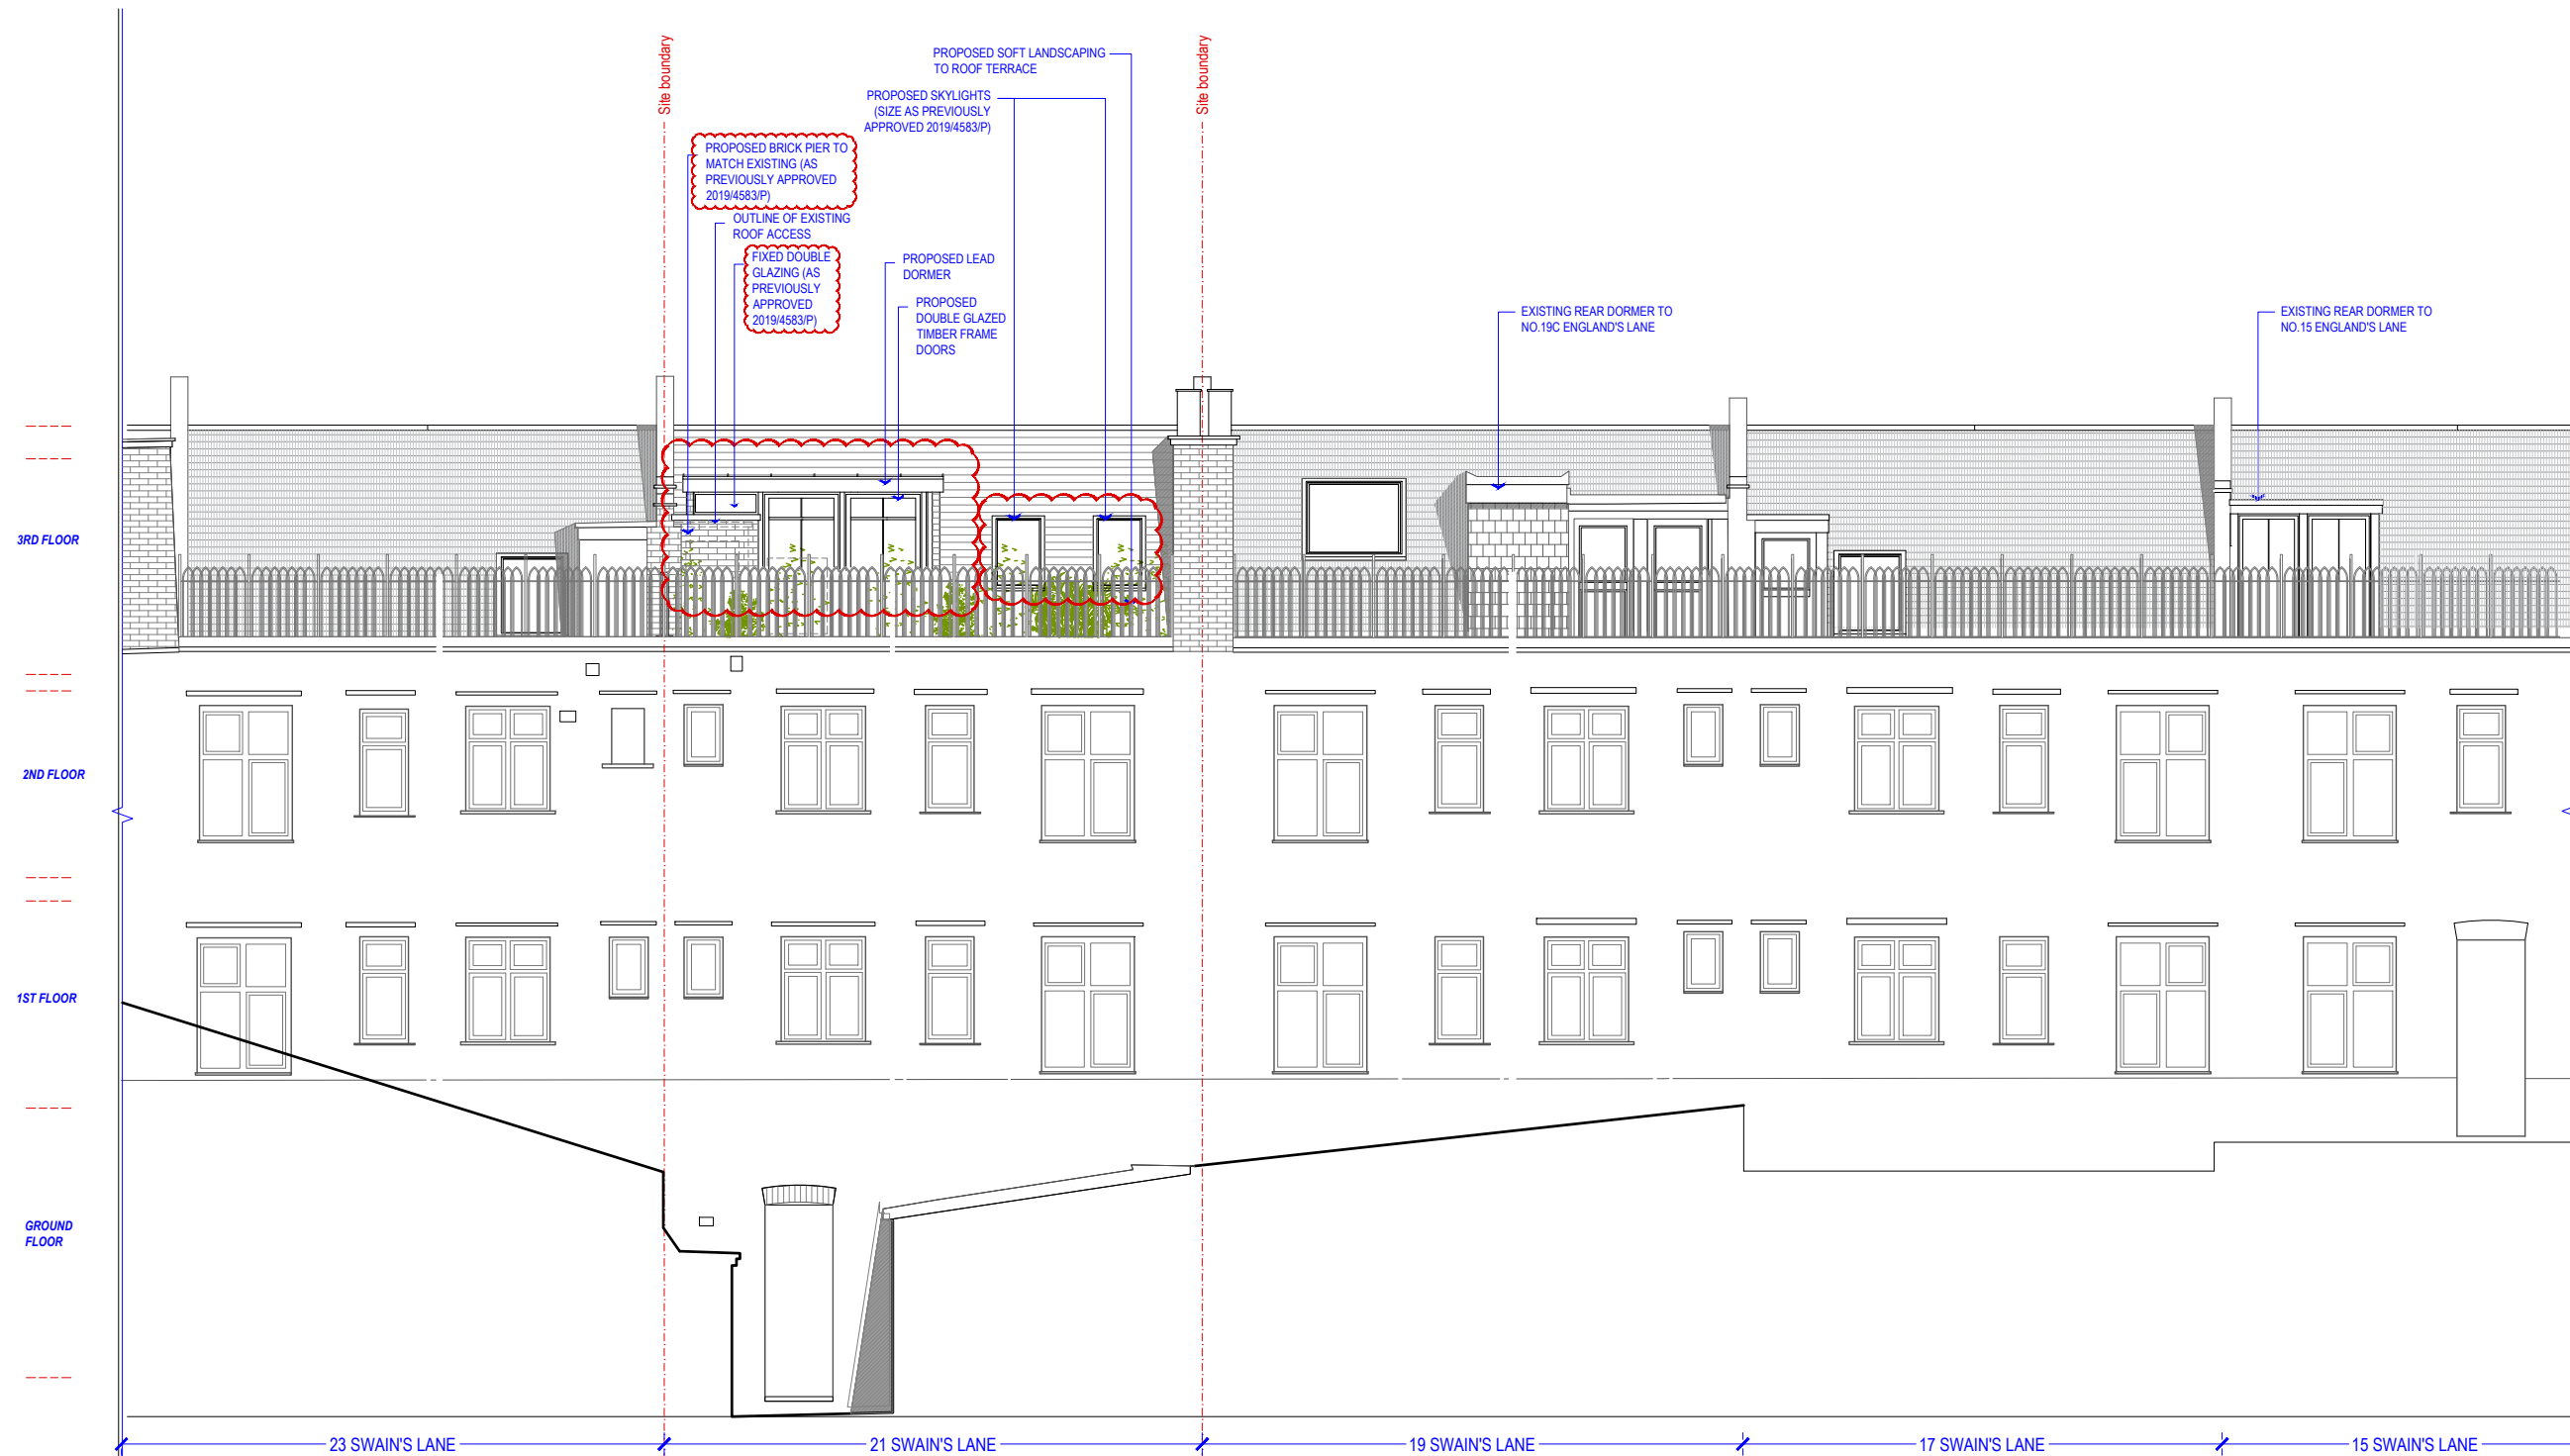 Site boundary
Site boundary
PROPOSED SOFT LANDSCAPING
TO ROOF TERRACE
PROPOSED SKYLIGHTS
(SIZE AS PREVIOUSLY
APPROVED 2019/4583/P)
PROPOSED BRICK PIER TO
MATCH EXISTING (AS
PREVIOUSLY APPROVED
2019/4583/P)
OUTLINE OF EXISTING
ROOF ACCESS
FIXED DOUBLE
GLAZING (AS
PREVIOUSLY
APPROVED
2019/4583/P)
PROPOSED LEAD
DORMER
PROPOSED
DOUBLE GLAZED
TIMBER FRAME
DOORS
EXISTING REAR DORMER TO
NO.19C ENGLAND'S LANE
EXISTING REAR DORMER TO
NO.15 ENGLAND'S LANE
3RD FLOOR
2ND FLOOR
1ST FLOOR
GROUND
FLOOR
23 SWAIN'S LANE
21 SWAIN'S LANE
19 SWAIN'S LANE
17 SWAIN'S LANE
15 SWAIN'S LANE